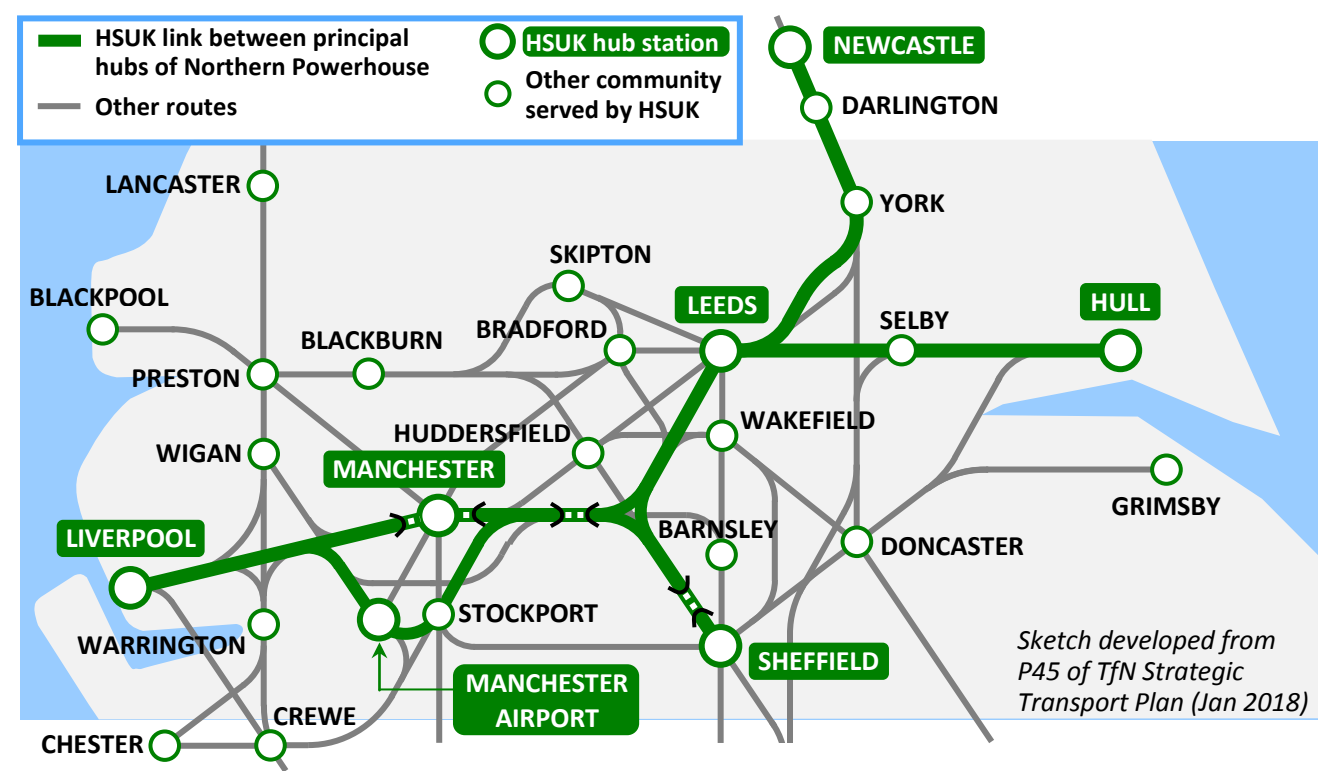 HSUK link between principal
hubs of Northern Powerhouse
Other routes
HSUK hub station
Other community
served by HSUK
NEWCASTLE
DARLINGTON
LANCASTER
YORK
SKIPTON
BLACKPOOL
LEEDS
HULL
BRADFORD
SELBY
BLACKBURN
PRESTON
WAKEFIELD
HUDDERSFIELD
WIGAN
MANCHESTER
GRIMSBY
BARNSLEY
LIVERPOOL
DONCASTER
STOCKPORT
WARRINGTON
SHEFFIELD
MANCHESTER
AIRPORT
Sketch developed from
P45 of TfN Strategic
Transport Plan (Jan 2018)
CREWE
CHESTER